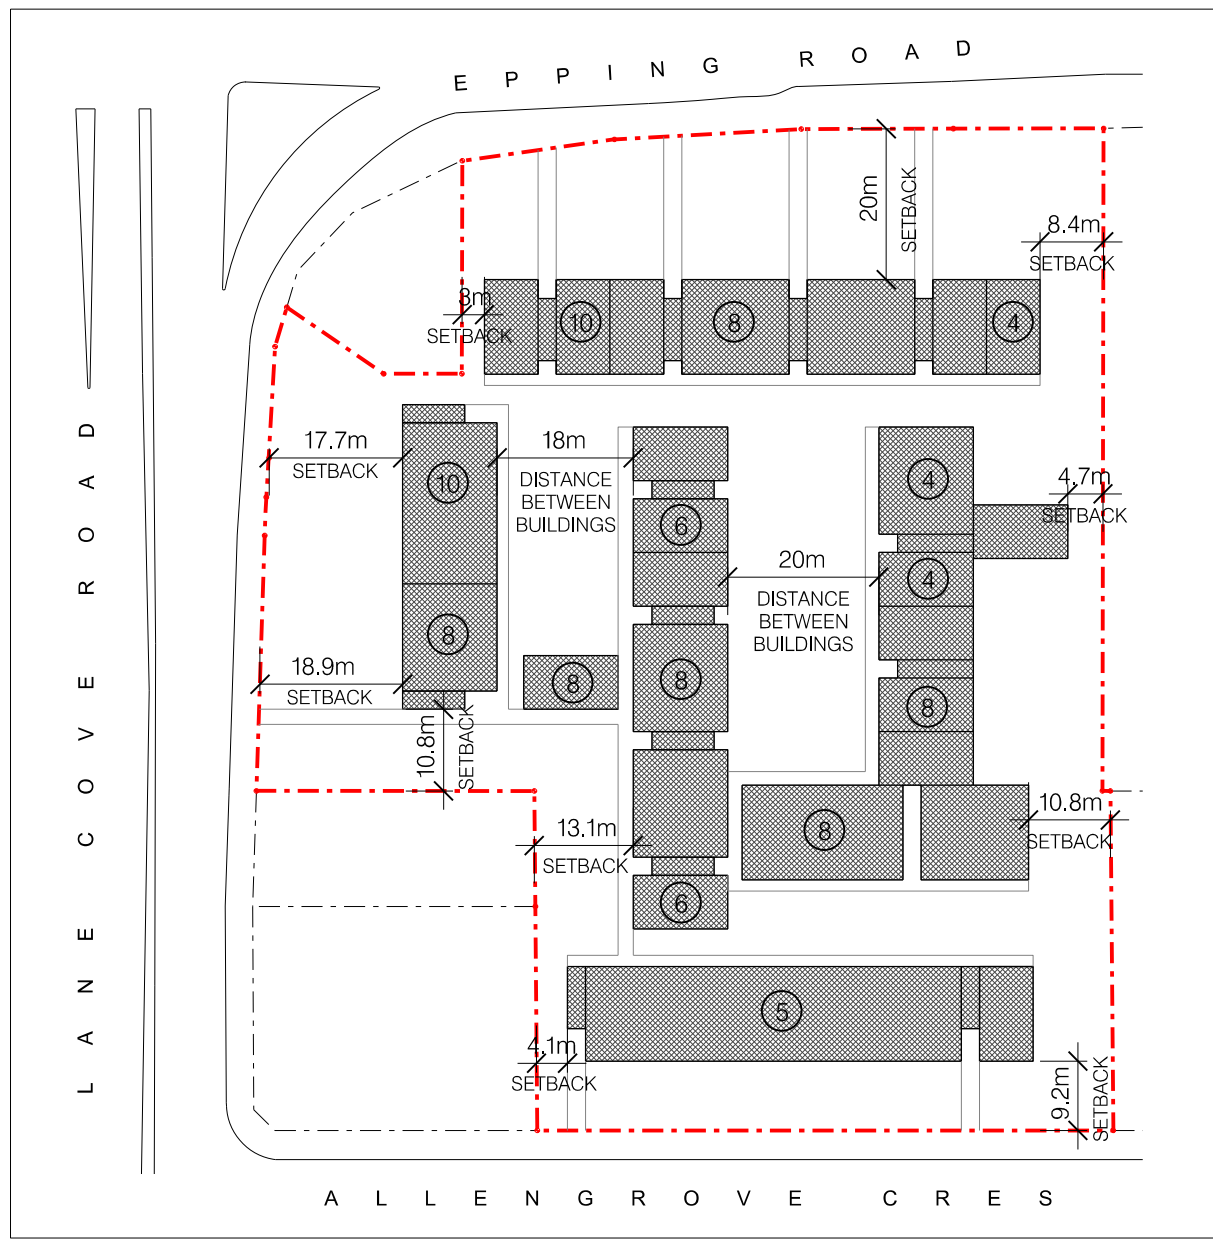 EPPING ROAD
20m
SETBACK
8.4m
SETBACK
3m
SETBACK
10
8
4
LANE COVE ROAD
17.7m
SETBACK
10
18m
DISTANCE
BETWEEN
BUILDINGS
6
4
4.7m
SETBACK
20m
DISTANCE
BETWEEN
BUILDINGS
4
8
18.9m
SETBACK
8
8
8
10.8m
SETBACK
13.1m
SETBACK
8
10.8m
SETBACK
6
5
4.1m
SETBACK
9.2m
SETBACK
ALLENGROVE CRES